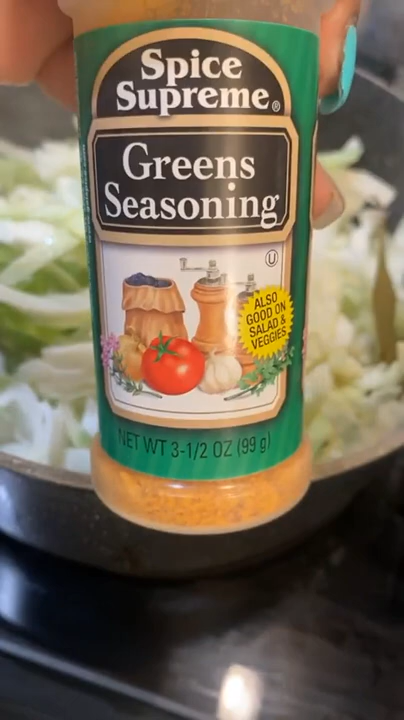 Spice
Supreme®
Greens
Seasoning
U
ALSO
GOOD ON
SALAD &
VEGGIES
NET WT 3-1/2 OZ (99 g)